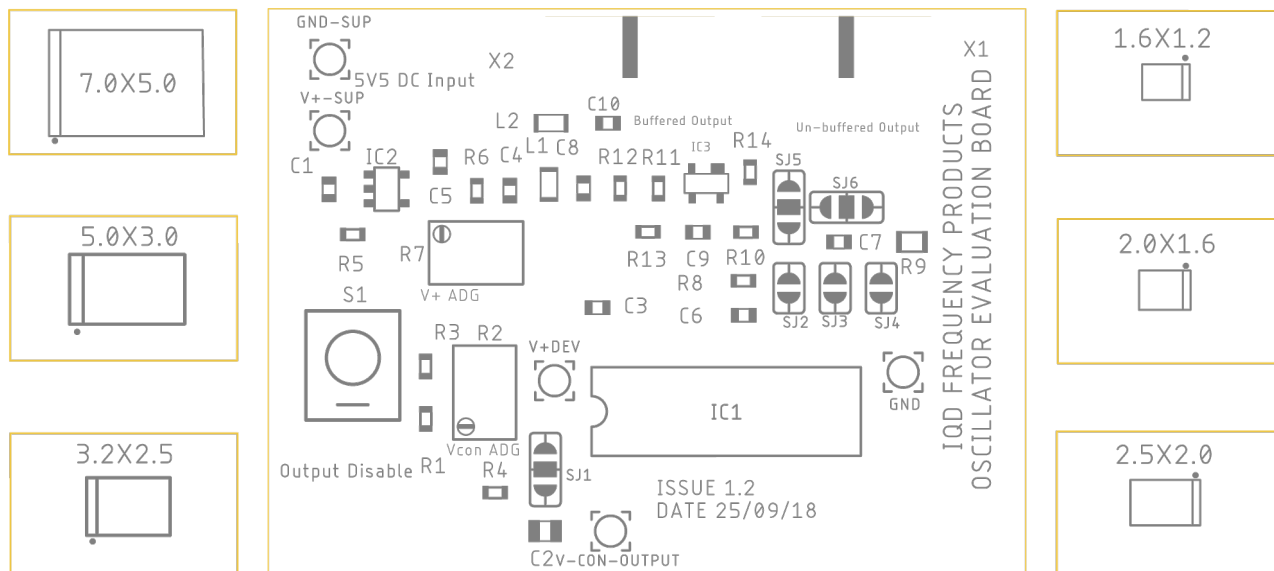 7.0X5.0
5.0X3.0
3.2X2.5
GND-SUP
X2
X1
5V5 DC Input
V+-SUP
L2
C10
Buffered Output
Un-buffered Output
C1
IC2
R6
C4
L1
C8
R12
R11
IC3
R14
SJ5
SJ6
C5
R5
R7
V+ ADG
R13
C9
R10
C7
R9
R8
C3
C6
SJ2
SJ3
SJ4
S1
R3
R2
V+DEV
IC1
GND
Vcon ADG
Output Disable
R1
R4
SJ1
ISSUE 1.2
DATE 25/09/18
C2
V-CON-OUTPUT
IQD FREQUENCY PRODUCTS
OSCILLATOR EVALUATION BOARD
1.6X1.2
2.0X1.6
2.5X2.0